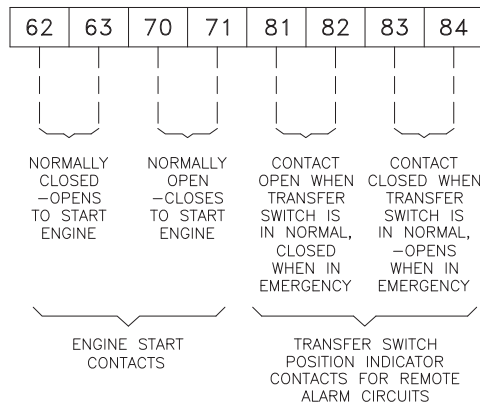 62 63 70 71 81 82 83 84
NORMALLY
CLOSED
–OPENS
TO START
ENGINE
NORMALLY
OPEN
–CLOSES
TO START
ENGINE
CONTACT
OPEN WHEN
TRANSFER
SWITCH IS
IN NORMAL,
CLOSED
WHEN IN
EMERGENCY
CONTACT
CLOSED WHEN
TRANSFER
SWITCH IS
IN NORMAL,
–OPENS
WHEN IN
EMERGENCY
ENGINE START
CONTACTS
TRANSFER SWITCH
POSITION INDICATOR
CONTACTS FOR REMOTE
ALARM CIRCUITS